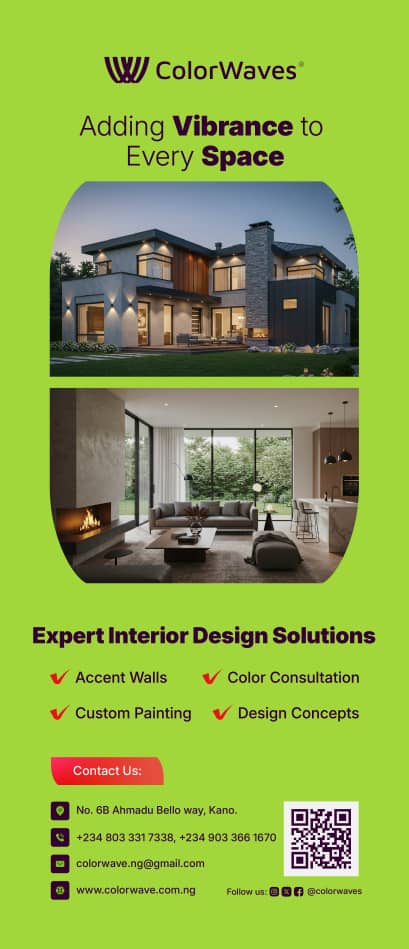 ColorWaves®
Adding Vibrance to
Every Space
Expert Interior Design Solutions
Accent Walls
Color Consultation
Custom Painting
Design Concepts
Contact Us:
No. 6B Ahmadu Bello way, Kano.
+234 803 331 7338, +234 903 366 1670
colorwave.ng@gmail.com
www.colorwave.com.ng
Follow us: @colorwaves